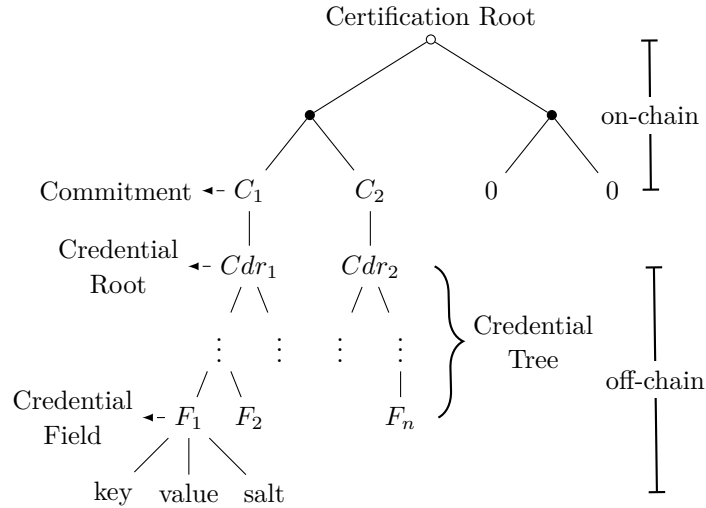 Certification Root
on-chain
Commitment
C₁
C₂
0
0
Credential
Root
Cdr₁
Cdr₂
Credential
Tree
off-chain
Credential
Field
F₁
F₂
Fₙ
key
value
salt